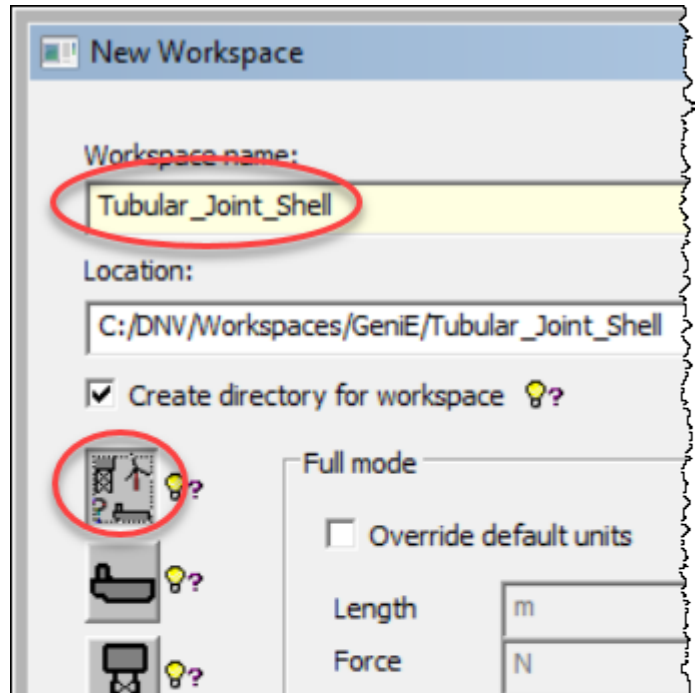 New Workspace
Workspace name:
Tubular_Joint_Shell
Location:
C:/DNV/Workspaces/GeniE/Tubular_Joint_Shell
Create directory for workspace ?
? Full mode
?
Override default units
?
Length m
Force N
?